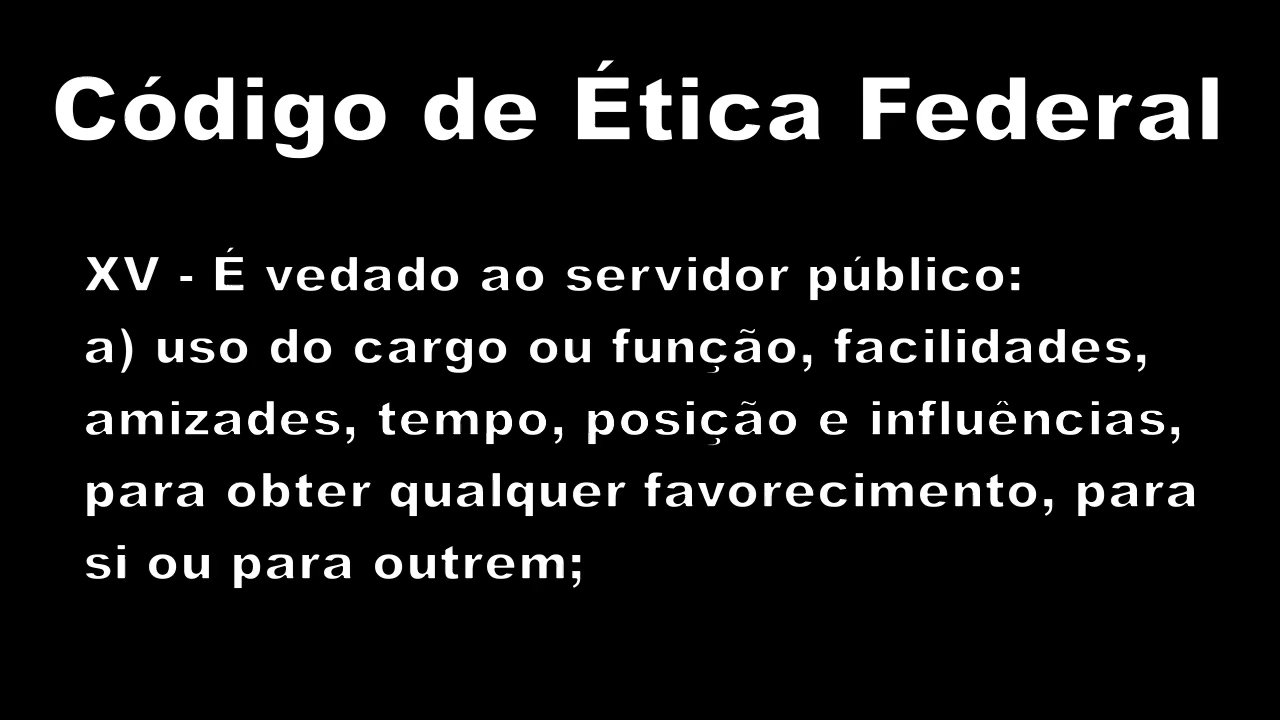 Código de Ética Federal
XV - É vedado ao servidor público:
a) uso do cargo ou função, facilidades,
amizades, tempo, posição e influências,
para obter qualquer favorecimento, para
si ou para outrem;